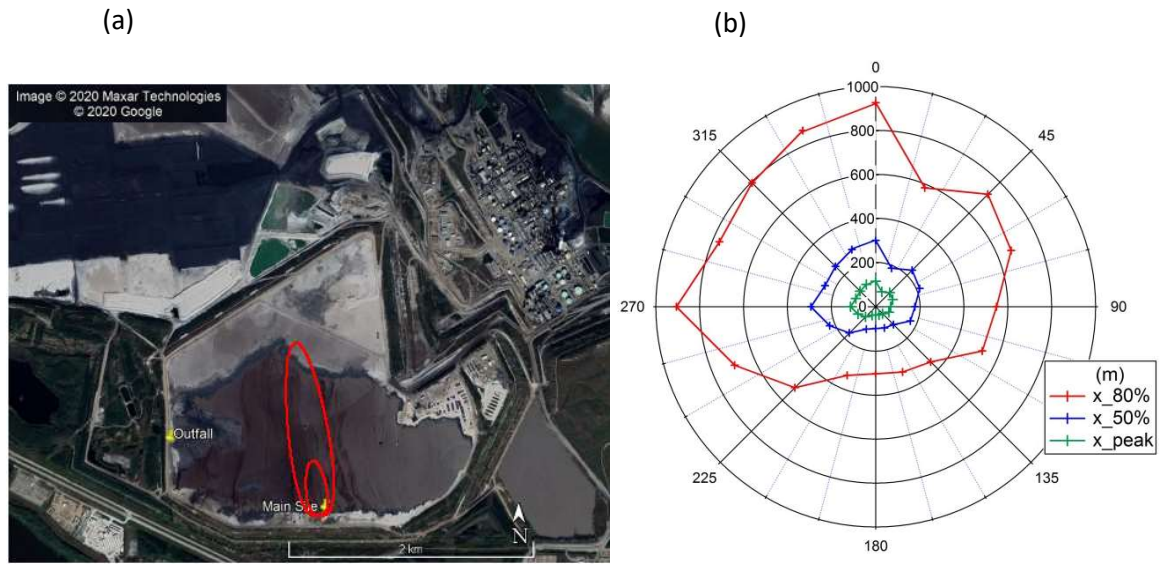 (a)
(b)
Image © 2020 Maxar Technologies
© 2020 Google
Outfall
Main Site
N
2 km
0
1000
800
600
400
200
0
45
90
135
180
225
270
315
(m)
x_80%
x_50%
x_peak